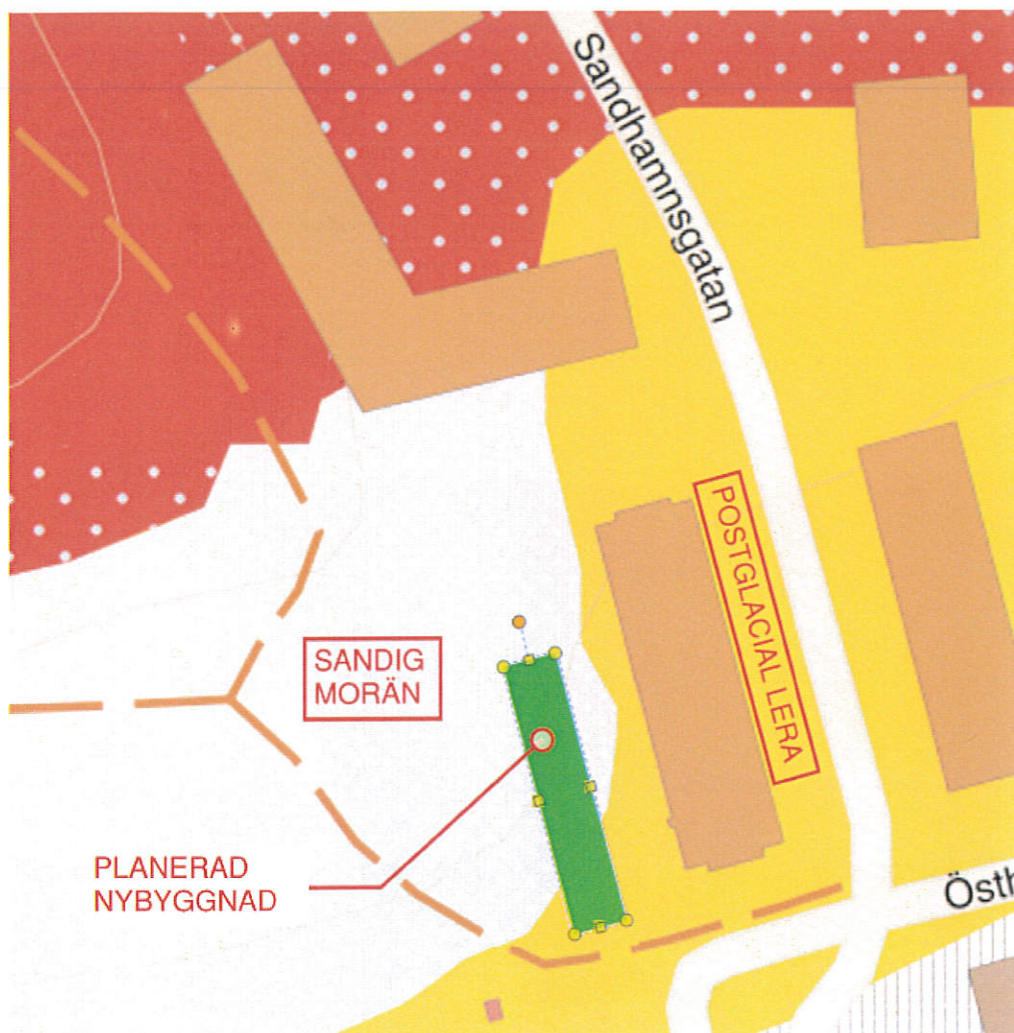 Sandhamnsgatan
POSTGLACIAL LERA
SANDIG
MORÄN
PLANERAD
NYBYGGNAD
Östh